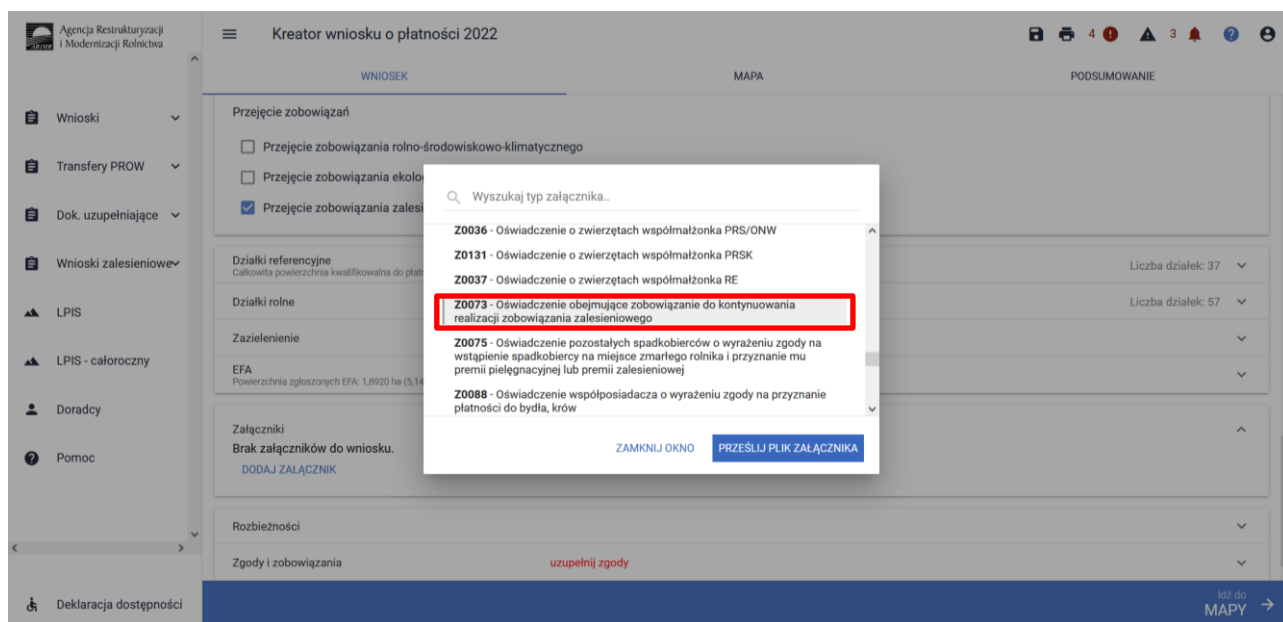 Agencja Restrukturyzacji
i Modernizacji Rolnictwa
Kreator wniosku o płatności 2022
4
3
WNIOSEK
MAPA
PODSUMOWANIE
Wnioski
Transfery PROW
Dok. uzupełniające
Wnioski zalesieniowe
LPIS
LPIS - całoroczny
Doradcy
Pomoc
Deklaracja dostępności
Przejęcie zobowiązań
Przejęcie zobowiązania rolno-środowiskowo-klimatycznego
Przejęcie zobowiązania ekolo
Przejęcie zobowiązania zalesi
Działki referencyjne
Całkowita powierzchnia kwalifikowalna do płat
Liczba działek: 37
Działki rolne
Liczba działek: 57
Zazielenienie
EFA
Powierzchnia zgłoszonych EFA: 1,8920 ha (5,14
Załączniki
Brak załączników do wniosku.
DODAJ ZAŁĄCZNIK
Rozbieżności
Zgody i zobowiązania
uzupełnij zgody
Idź do
MAPY
Wyszukaj typ załącznika..
Z0036 - Oświadczenie o zwierzętach współmałżonka PRS/ONW
Z0131 - Oświadczenie o zwierzętach współmałżonka PRSK
Z0037 - Oświadczenie o zwierzętach współmałżonka RE
Z0073 - Oświadczenie obejmujące zobowiązanie do kontynuowania
realizacji zobowiązania zalesieniowego
Z0075 - Oświadczenie pozostałych spadkobierców o wyrażeniu zgody na
wstąpienie spadkobiercy na miejsce zmarłego rolnika i przyznanie mu
premii pielęgnacyjnej lub premii zalesieniowej
Z0088 - Oświadczenie współposiadacza o wyrażeniu zgody na przyznanie
płatności do bydła, krów
ZAMKNIJ OKNO
PRZEŚLIJ PLIK ZAŁĄCZNIKA